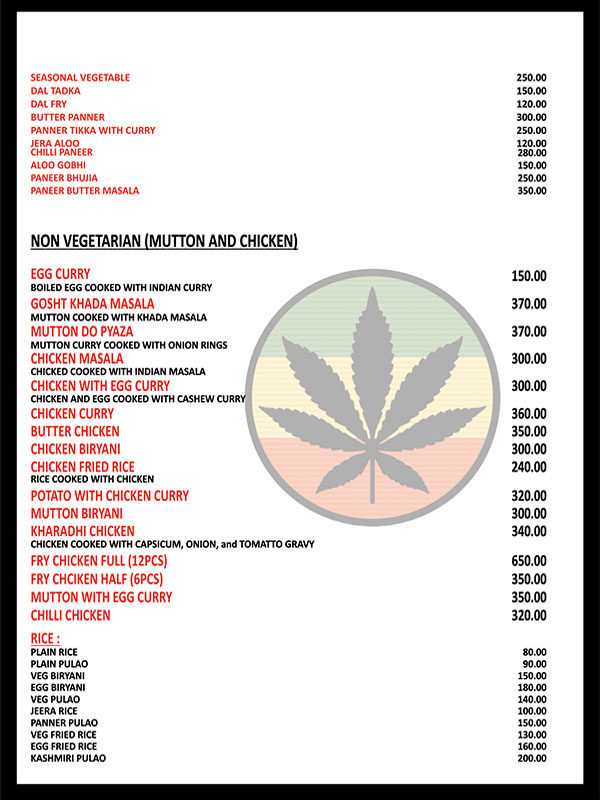 SEASONAL VEGETABLE 250.00
DAL TADKA 150.00
DAL FRY 120.00
BUTTER PANNER 300.00
PANNER TIKKA WITH CURRY 250.00
JERA ALOO 120.00
CHILLI PANEER 280.00
ALOO GOBHI 150.00
PANEER BHUJIA 250.00
PANEER BUTTER MASALA 350.00
NON VEGETARIAN (MUTTON AND CHICKEN)
EGG CURRY 150.00
BOILED EGG COOKED WITH INDIAN CURRY
GOSHT KHADA MASALA 370.00
MUTTON COOKED WITH KHADA MASALA
MUTTON DO PYAZA 370.00
MUTTON CURRY COOKED WITH ONION RINGS
CHICKEN MASALA 300.00
CHICKED COOKED WITH INDIAN MASALA
CHICKEN WITH EGG CURRY 300.00
CHICKEN AND EGG COOKED WITH CASHEW CURRY
CHICKEN CURRY 360.00
BUTTER CHICKEN 350.00
CHICKEN BIRYANI 300.00
CHICKEN FRIED RICE 240.00
RICE COOKED WITH CHICKEN
POTATO WITH CHICKEN CURRY 320.00
MUTTON BIRYANI 300.00
KHARADHI CHICKEN 340.00
CHICKEN COOKED WITH CAPSICUM, ONION, and TOMATTO GRAVY
FRY CHICKEN FULL (12PCS) 650.00
FRY CHCIKEN HALF (6PCS) 350.00
MUTTON WITH EGG CURRY 350.00
CHILLI CHICKEN 320.00
RICE :
PLAIN RICE 80.00
PLAIN PULAO 90.00
VEG BIRYANI 150.00
EGG BIRYANI 180.00
VEG PULAO 140.00
JEERA RICE 100.00
PANNER PULAO 150.00
VEG FRIED RICE 130.00
EGG FRIED RICE 160.00
KASHMIRI PULAO 200.00